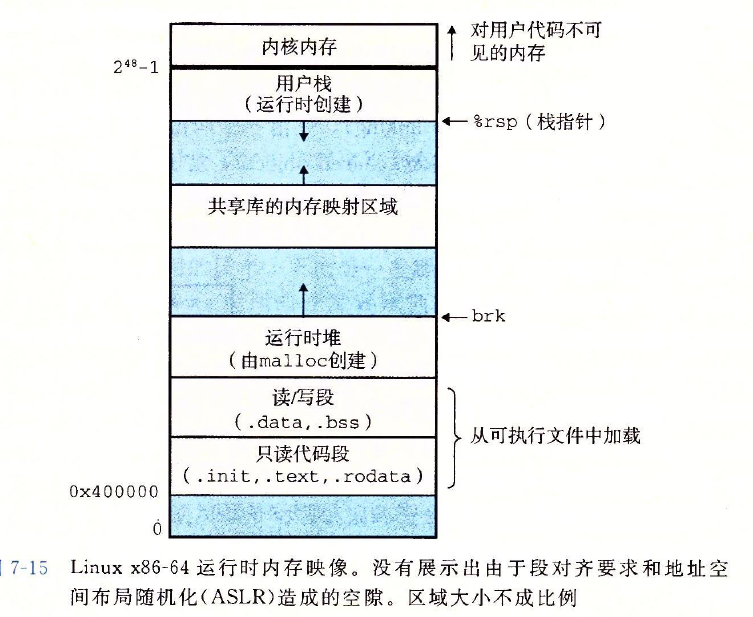 内核内存
对用户代码不可
见的内存
2⁴⁸-1
用户栈
(运行时创建)
%rsp (栈指针)
共享库的内存映射区域
brk
运行时堆
(由malloc创建)
读/写段
(.data,.bss)
从可执行文件中加载
只读代码段
(.init,.text,.rodata)
0x400000
0
7-15 Linux x86-64 运行时内存映像。没有展示出由于段对齐要求和地址空
间布局随机化(ASLR)造成的空隙。区域大小不成比例